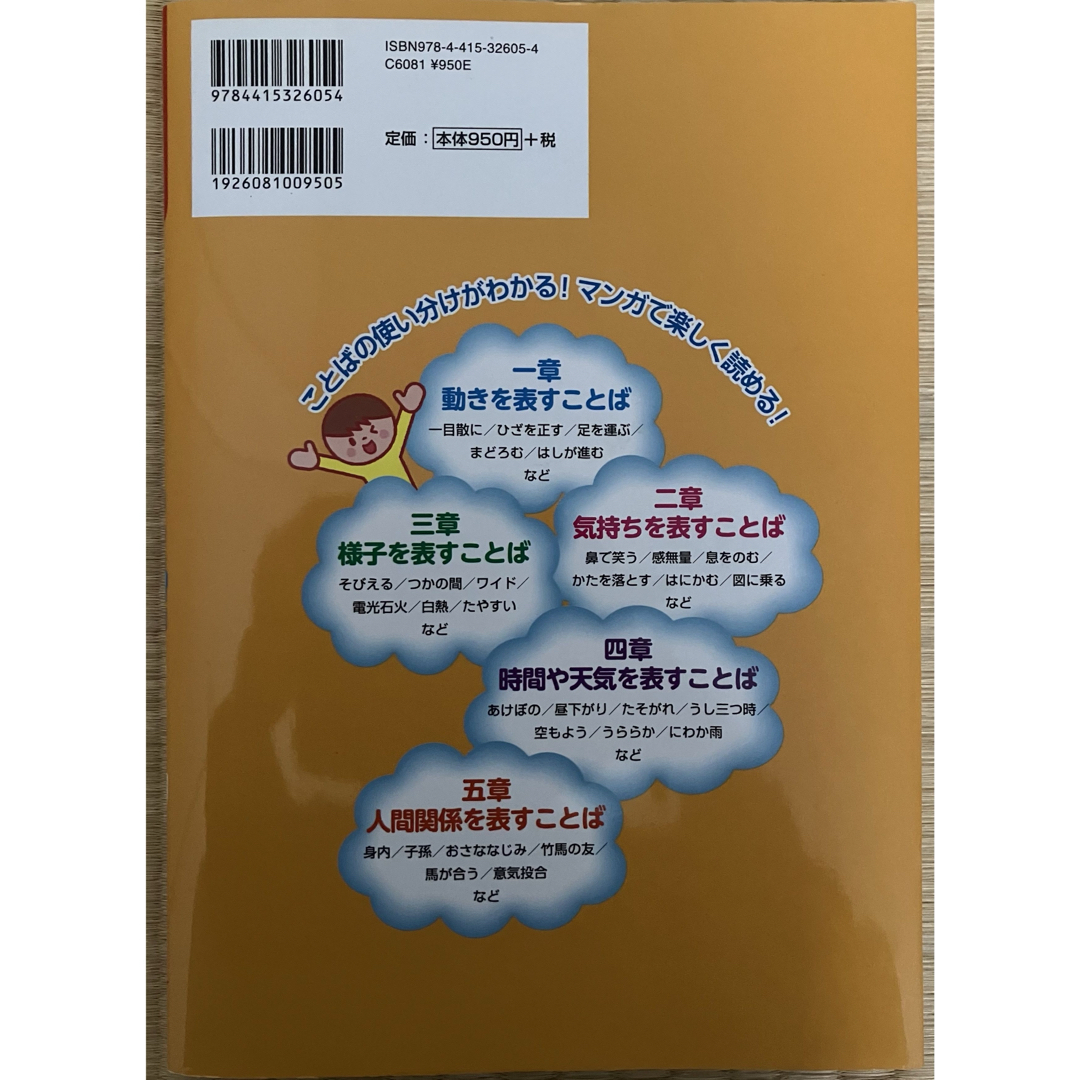 ISBN978-4-415-32605-4
C6081 ¥950E
9784415326054
定価：本体950円＋税
1926081009505
ことばの使い分けがわかる！マンガで楽しく読める！
一章
動きを表すことば
一目散に／ひざを正す／足を運ぶ／
まどろむ／はしが進む
など
二章
気持ちを表すことば
鼻で笑う／感無量／息をのむ／
かたを落とす／はにかむ／図に乗る
など
三章
様子を表すことば
そびえる／つかの間／ワイド／
電光石火／白熱／たやすい
など
四章
時間や天気を表すことば
あけぼの／昼下がり／たそがれ／うし三つ時／
空もよう／うららか／にわか雨
など
五章
人間関係を表すことば
身内／子孫／おさななじみ／竹馬の友／
馬が合う／意気投合
など